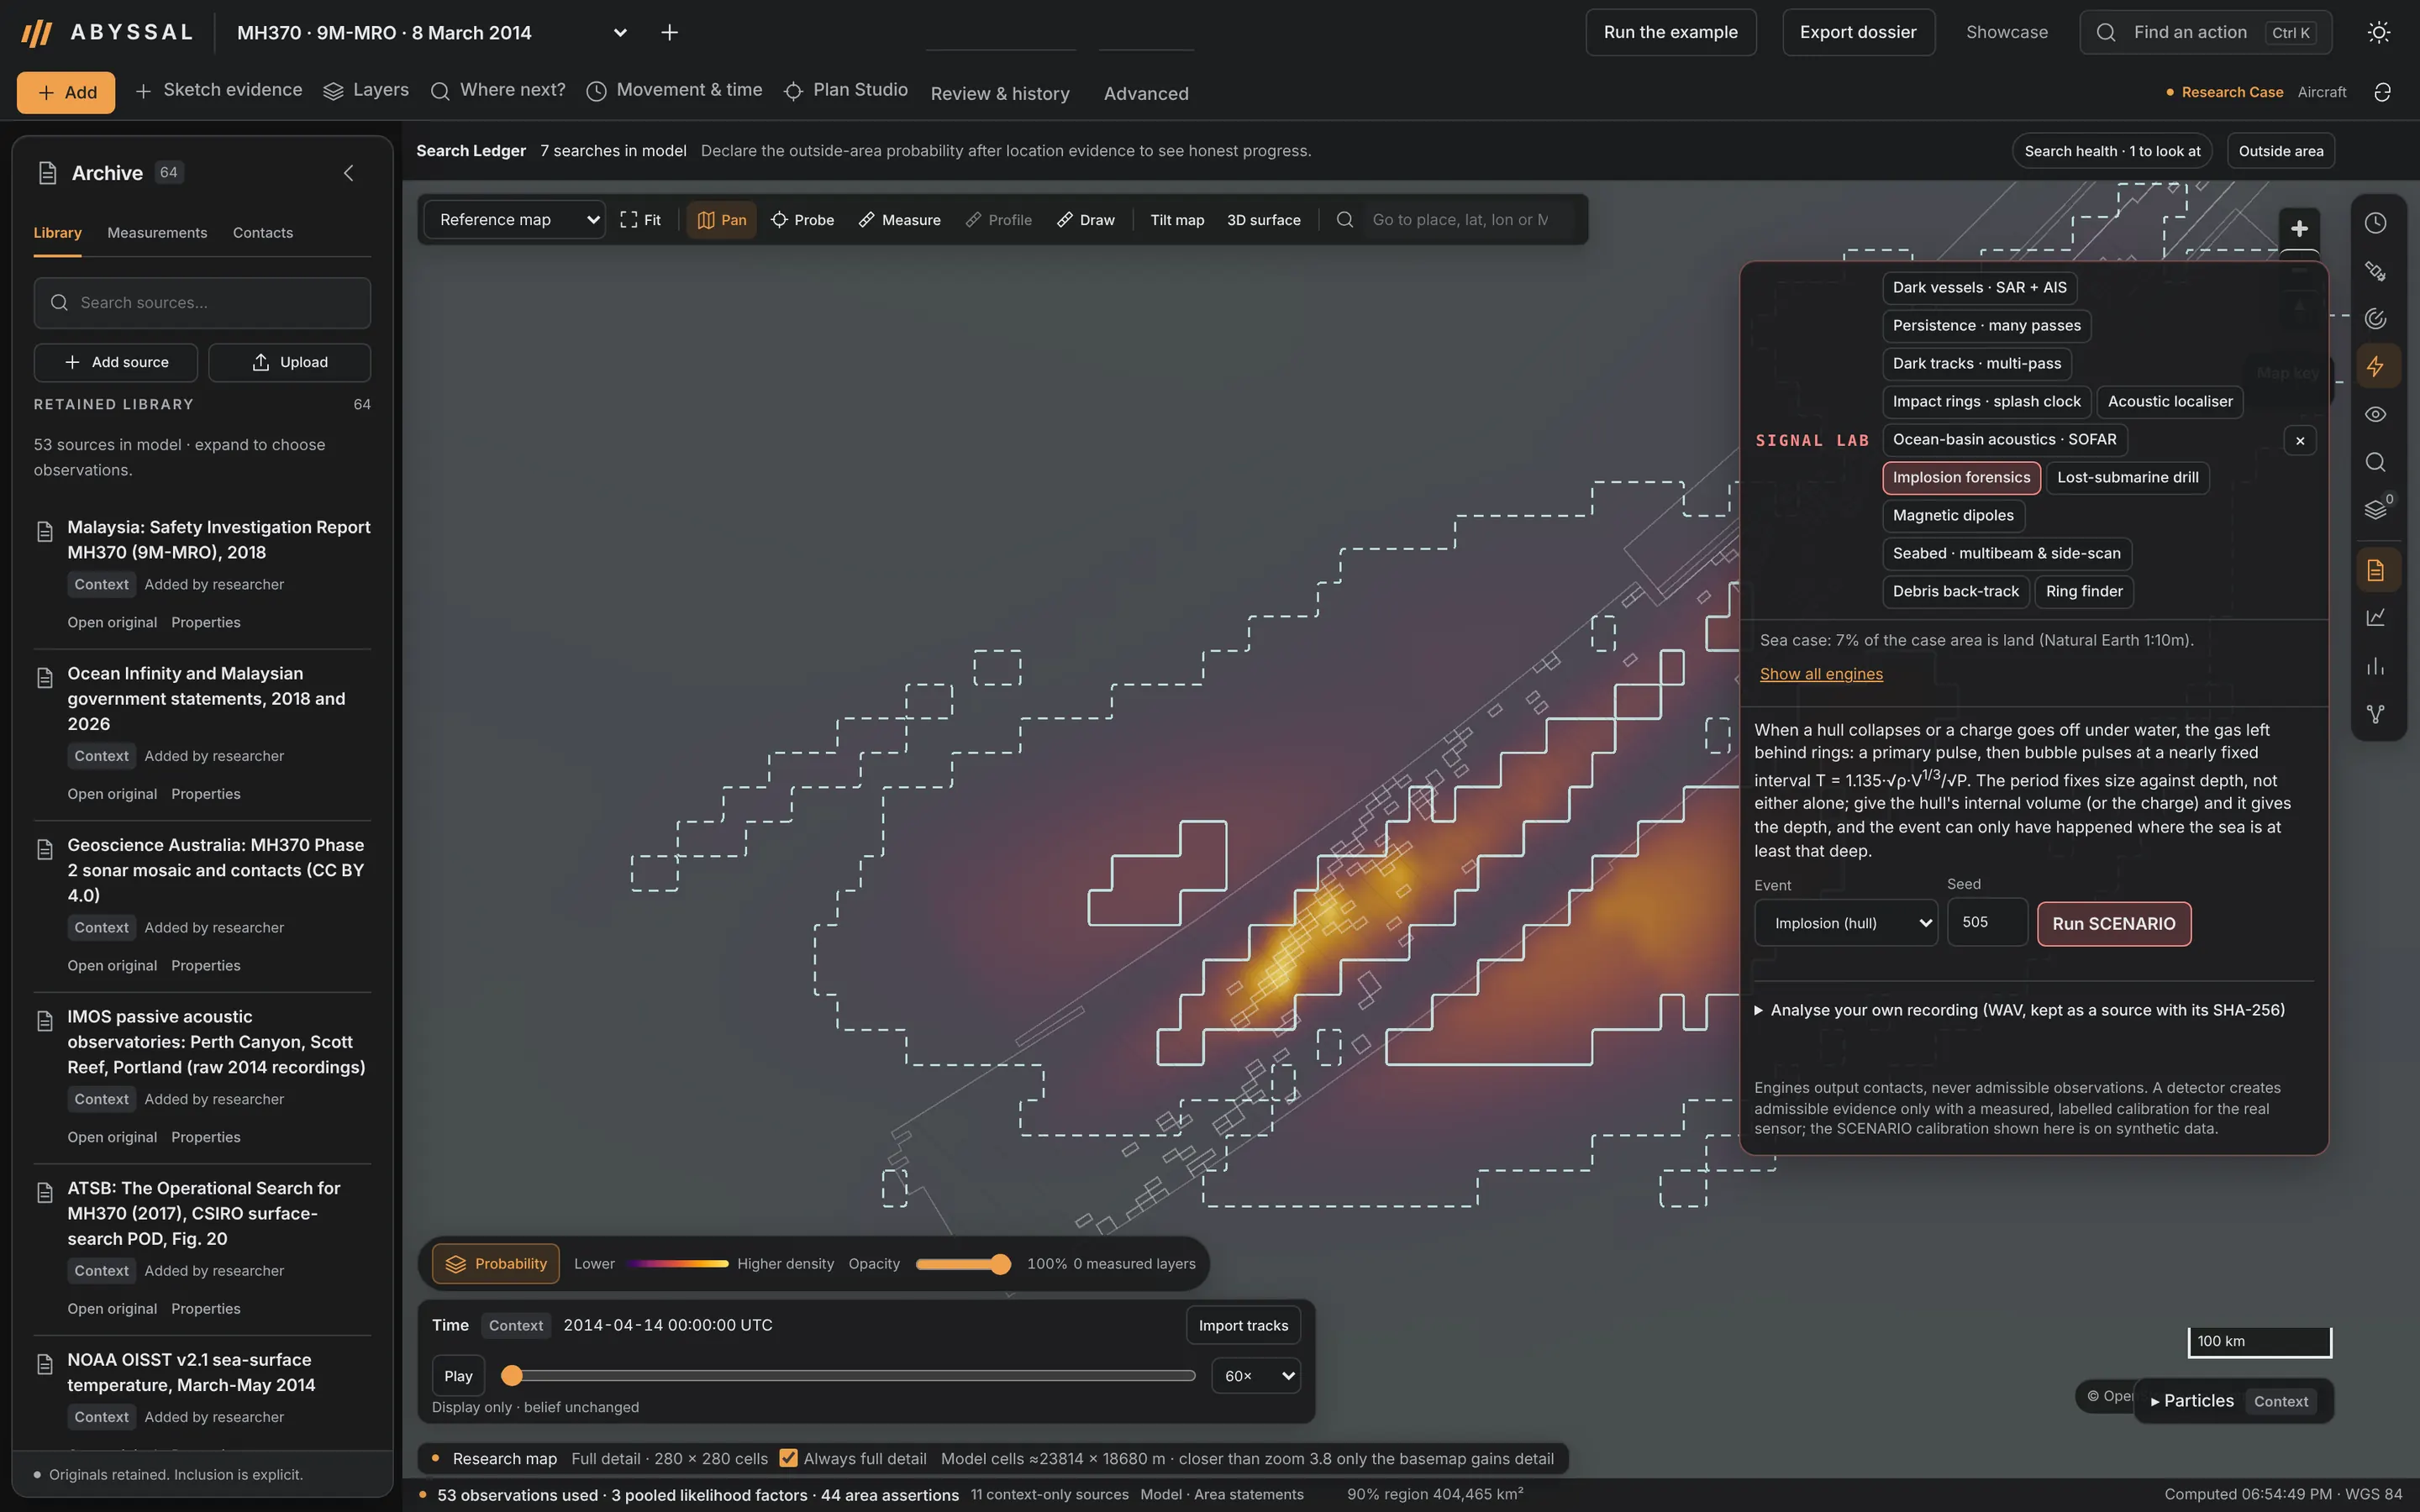 ABYSSAL
MH370 · 9M-MRO · 8 March 2014
Run the example
Export dossier
Showcase
Find an action
Ctrl K
Add
Sketch evidence
Layers
Where next?
Movement & time
Plan Studio
Review & history
Advanced
Research Case
Aircraft
Archive 64
Library
Measurements
Contacts
Search sources...
Add source
Upload
RETAINED LIBRARY 64
53 sources in model · expand to choose
observations.
Malaysia: Safety Investigation Report
MH370 (9M-MRO), 2018
Context Added by researcher
Open original Properties
Ocean Infinity and Malaysian
government statements, 2018 and
2026
Context Added by researcher
Open original Properties
Geoscience Australia: MH370 Phase
2 sonar mosaic and contacts (CC BY
4.0)
Context Added by researcher
Open original Properties
IMOS passive acoustic
observatories: Perth Canyon, Scott
Reef, Portland (raw 2014 recordings)
Context Added by researcher
Open original Properties
ATSB: The Operational Search for
MH370 (2017), CSIRO surface-
search POD, Fig. 20
Context Added by researcher
Open original Properties
NOAA OISST v2.1 sea-surface
temperature, March-May 2014
Context Added by researcher
Originals retained. Inclusion is explicit.
Search Ledger 7 searches in model Declare the outside-area probability after location evidence to see honest progress.
Search health · 1 to look at
Outside area
Reference map
Fit
Pan
Probe
Measure
Profile
Draw
Tilt map
3D surface
Go to place, lat, lon or M
Map key
0
SIGNAL LAB
Dark vessels · SAR + AIS
Persistence · many passes
Dark tracks · multi-pass
Impact rings · splash clock
Acoustic localiser
Ocean-basin acoustics · SOFAR
Implosion forensics
Lost-submarine drill
Magnetic dipoles
Seabed · multibeam & side-scan
Debris back-track
Ring finder
Sea case: 7% of the case area is land (Natural Earth 1:10m).
Show all engines
When a hull collapses or a charge goes off under water, the gas left
behind rings: a primary pulse, then bubble pulses at a nearly fixed
interval T = 1.135·√ρ·V^1/3/√P. The period fixes size against depth, not
either alone; give the hull's internal volume (or the charge) and it gives
the depth, and the event can only have happened where the sea is at
least that deep.
Event
Seed
Implosion (hull)
505
Run SCENARIO
Analyse your own recording (WAV, kept as a source with its SHA-256)
Engines output contacts, never admissible observations. A detector creates
admissible evidence only with a measured, labelled calibration for the real
sensor; the SCENARIO calibration shown here is on synthetic data.
Probability
Lower
Higher density
Opacity
100% 0 measured layers
Time Context 2014-04-14 00:00:00 UTC
Import tracks
Play
60×
Display only · belief unchanged
100 km
© Oper
Particles Context
Research map Full detail · 280 × 280 cells Always full detail Model cells ≈23814 × 18680 m · closer than zoom 3.8 only the basemap gains detail
53 observations used · 3 pooled likelihood factors · 44 area assertions 11 context-only sources Model · Area statements 90% region 404,465 km²
Computed 06:54:49 PM · WGS 84